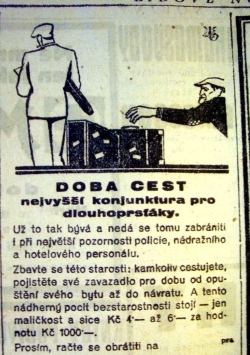 LIDOVÉ N
DOBA CEST
nejvyšší konjunktura pro
dlouhoprsťáky.
Už to tak bývá a nedá se tomu zabrániti
i při největší pozornosti policie, nádražního
a hotelového personálu.
Zbavte se této starosti: kamkoliv cestujete,
pojistěte své zavazadlo pro dobu od opu-
štění svého bytu až do návratu. A tento
nádherný pocit bezstarostnosti stojí — jen
maličkost a sice Kč 4·— až 6·— za hod-
notu Kč 1000·—.
Prosím, račte se obrátiti na